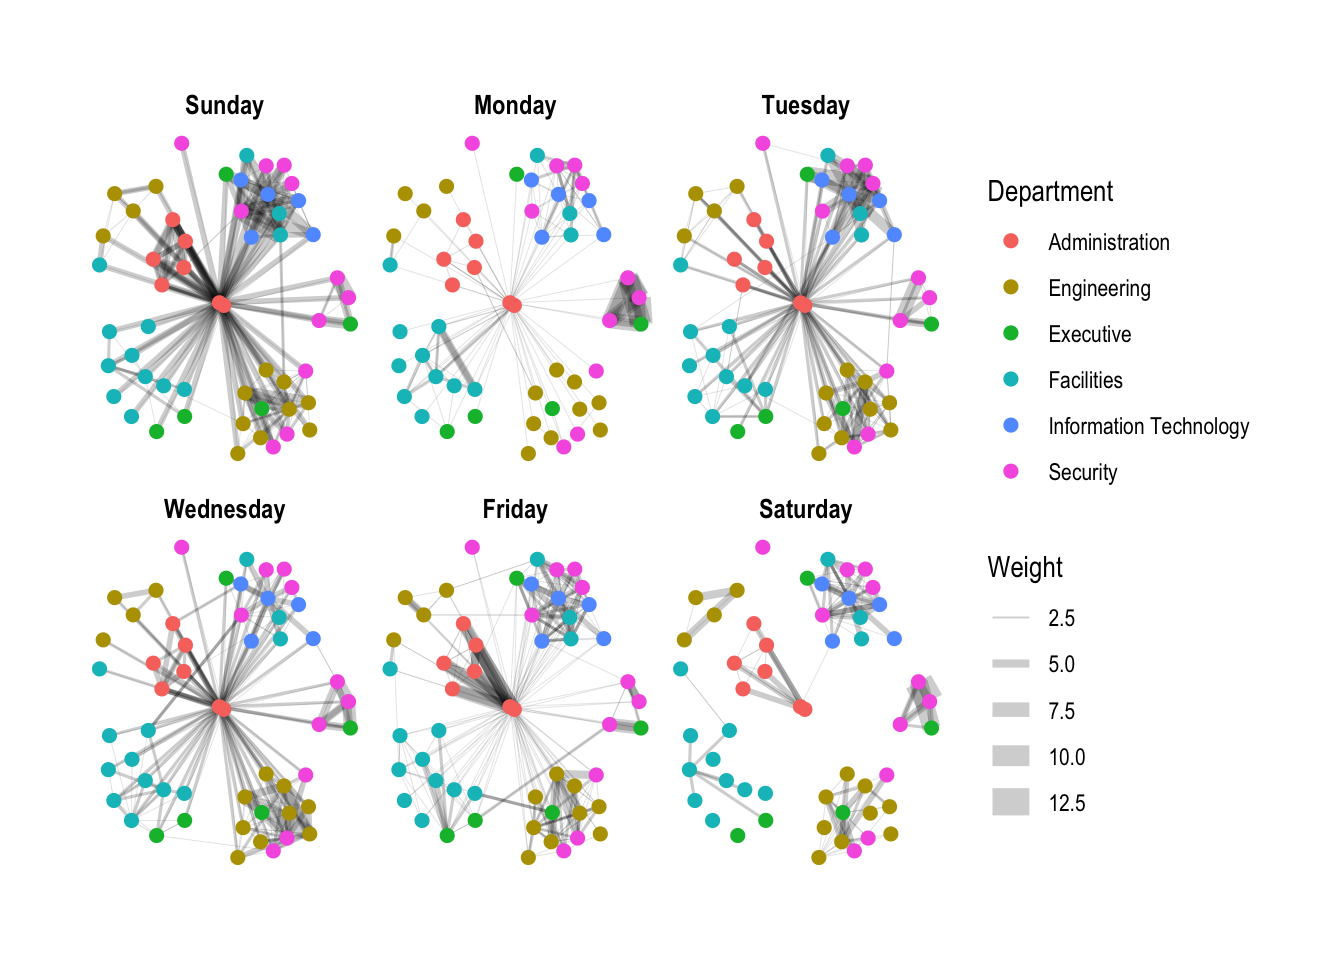 Sunday
Monday
Tuesday
Wednesday
Friday
Saturday
Department
Administration
Engineering
Executive
Facilities
Information Technology
Security
Weight
2.5
5.0
7.5
10.0
12.5